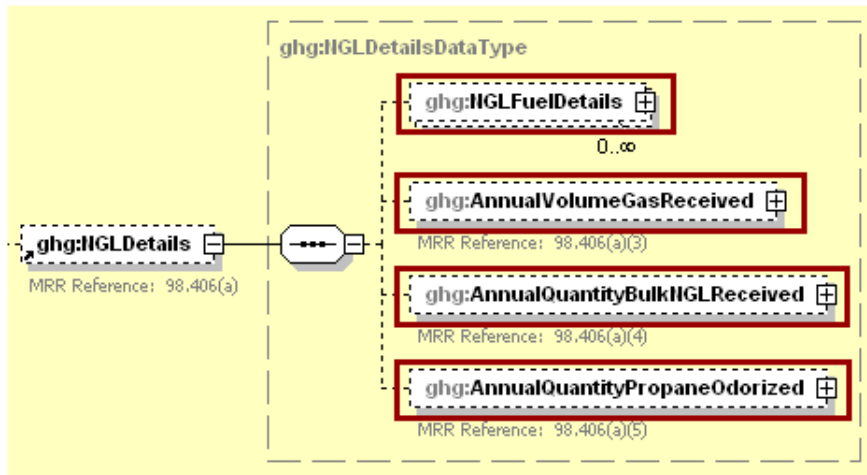 ghg:NGLDetailsDataType
ghg:NGLFuelDetails
0..∞
ghg:AnnualVolumeGasReceived
MRR Reference: 98.406(a)(3)
ghg:NGLDetails
MRR Reference: 98.406(a)
ghg:AnnualQuantityBulkNGLReceived
MRR Reference: 98.406(a)(4)
ghg:AnnualQuantityPropaneOdorized
MRR Reference: 98.406(a)(5)